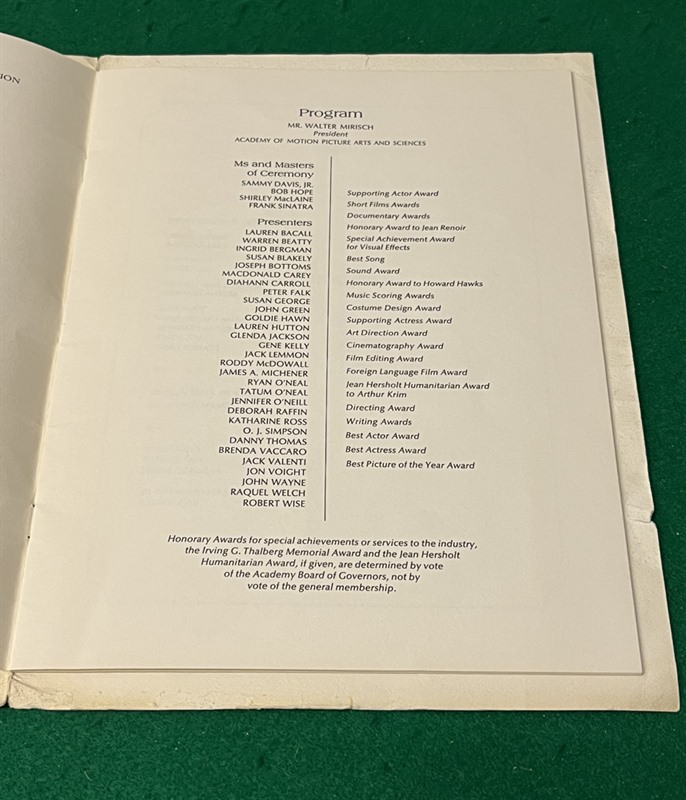 ION
Program
MR. WALTER MIRISCH
President
ACADEMY OF MOTION PICTURE ARTS AND SCIENCES
Ms and Masters
of Ceremony
SAMMY DAVIS, JR.
BOB HOPE
SHIRLEY MacLAINE
FRANK SINATRA
Presenters
LAUREN BACALL
WARREN BEATTY
INGRID BERGMAN
SUSAN BLAKELY
JOSEPH BOTTOMS
MACDONALD CAREY
DIAHANN CARROLL
PETER FALK
SUSAN GEORGE
JOHN GREEN
GOLDIE HAWN
LAUREN HUTTON
GLENDA JACKSON
GENE KELLY
JACK LEMMON
RODDY McDOWALL
JAMES A. MICHENER
RYAN O'NEAL
TATUM O'NEAL
JENNIFER O'NEILL
DEBORAH RAFFIN
KATHARINE ROSS
O. J. SIMPSON
DANNY THOMAS
BRENDA VACCARO
JACK VALENTI
JON VOIGHT
JOHN WAYNE
RAQUEL WELCH
ROBERT WISE
Supporting Actor Award
Short Films Awards
Documentary Awards
Honorary Award to Jean Renoir
Special Achievement Award
for Visual Effects
Best Song
Sound Award
Honorary Award to Howard Hawks
Music Scoring Awards
Costume Design Award
Supporting Actress Award
Art Direction Award
Cinematography Award
Film Editing Award
Foreign Language Film Award
Jean Hersholt Humanitarian Award
to Arthur Krim
Directing Award
Writing Awards
Best Actor Award
Best Actress Award
Best Picture of the Year Award
Honorary Awards for special achievements or services to the industry,
the Irving G. Thalberg Memorial Award and the Jean Hersholt
Humanitarian Award, if given, are determined by vote
of the Academy Board of Governors, not by
vote of the general membership.